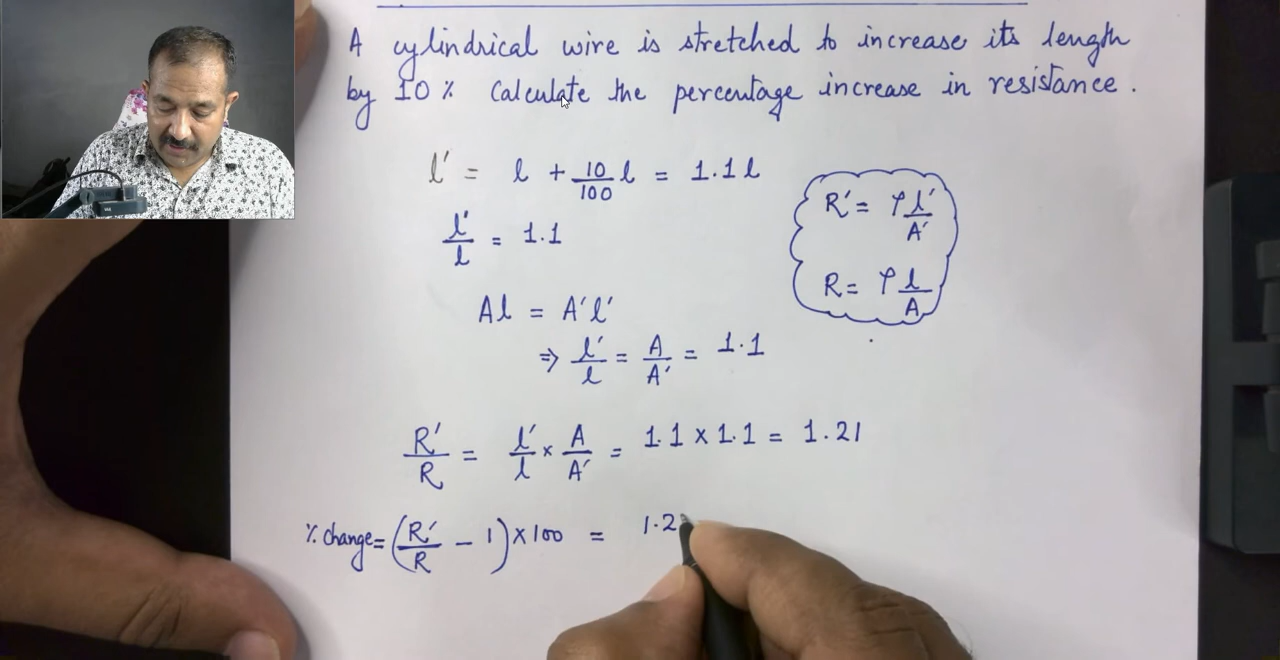 A cylindrical wire is stretched to increase its length
by 10 % Calculate the percentage increase in resistance.
l′ = l + 10/100 l = 1.1 l
l′/l = 1.1
R′ = ρ l′/A′
R = ρ l/A
Al = A′l′
⇒ l′/l = A/A′ = 1.1
R′/R = l′/l × A/A′ = 1.1 × 1.1 = 1.21
% change = (R′/R − 1) × 100 = 1.2